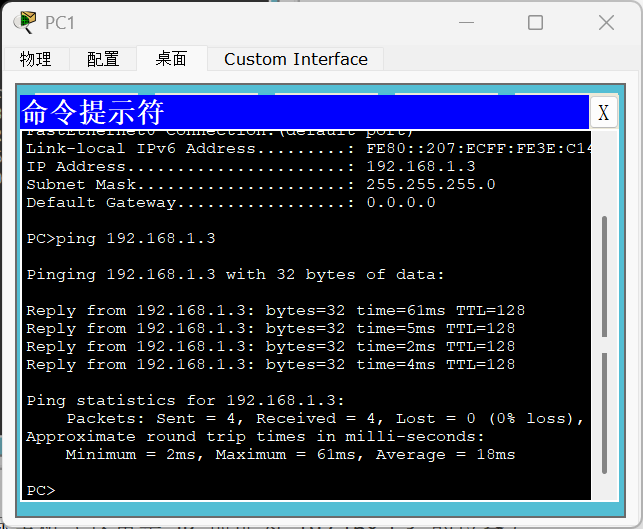 PC1
物理 配置 桌面 Custom Interface
命令提示符 X
FastEthernet0 Connection:(default port)
Link-local IPv6 Address.........: FE80::207:ECFF:FE3E:C14
IP Address......................: 192.168.1.3
Subnet Mask.....................: 255.255.255.0
Default Gateway.................: 0.0.0.0
PC>ping 192.168.1.3
Pinging 192.168.1.3 with 32 bytes of data:
Reply from 192.168.1.3: bytes=32 time=61ms TTL=128
Reply from 192.168.1.3: bytes=32 time=5ms TTL=128
Reply from 192.168.1.3: bytes=32 time=2ms TTL=128
Reply from 192.168.1.3: bytes=32 time=4ms TTL=128
Ping statistics for 192.168.1.3:
Packets: Sent = 4, Received = 4, Lost = 0 (0% loss),
Approximate round trip times in milli-seconds:
Minimum = 2ms, Maximum = 61ms, Average = 18ms
PC>